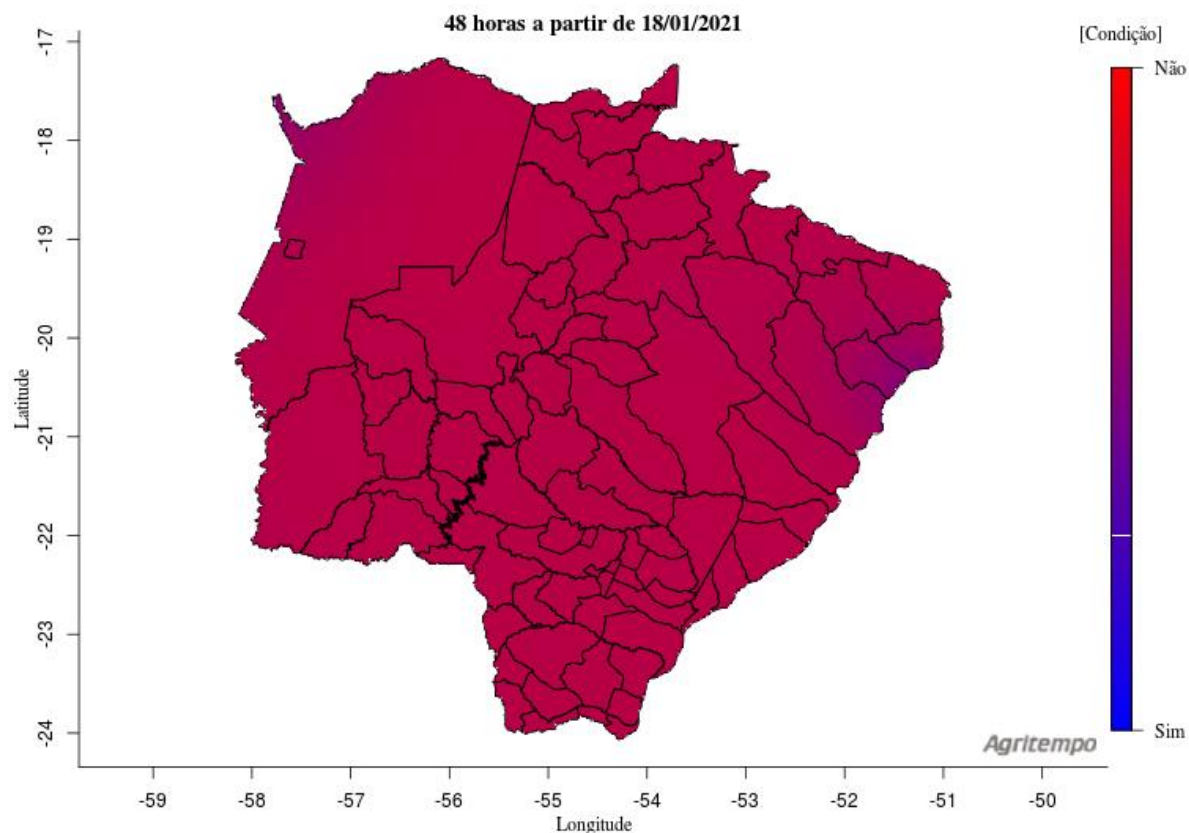 48 horas a partir de 18/01/2021
[Condição]
Não
Sim
-17
-18
-19
-20
-21
-22
-23
-24
Latitude
Agritempo
-59
-58
-57
-56
-55
-54
-53
-52
-51
-50
Longitude